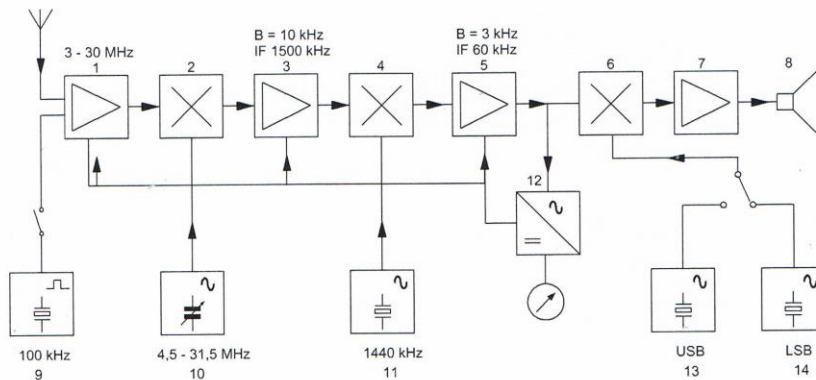 3 - 30 MHz
1
2
B = 10 kHz
IF 1500 kHz
3
4
B = 3 kHz
IF 60 kHz
5
6
7
8
12
100 kHz
9
4,5 - 31,5 MHz
10
1440 kHz
11
USB
13
LSB
14